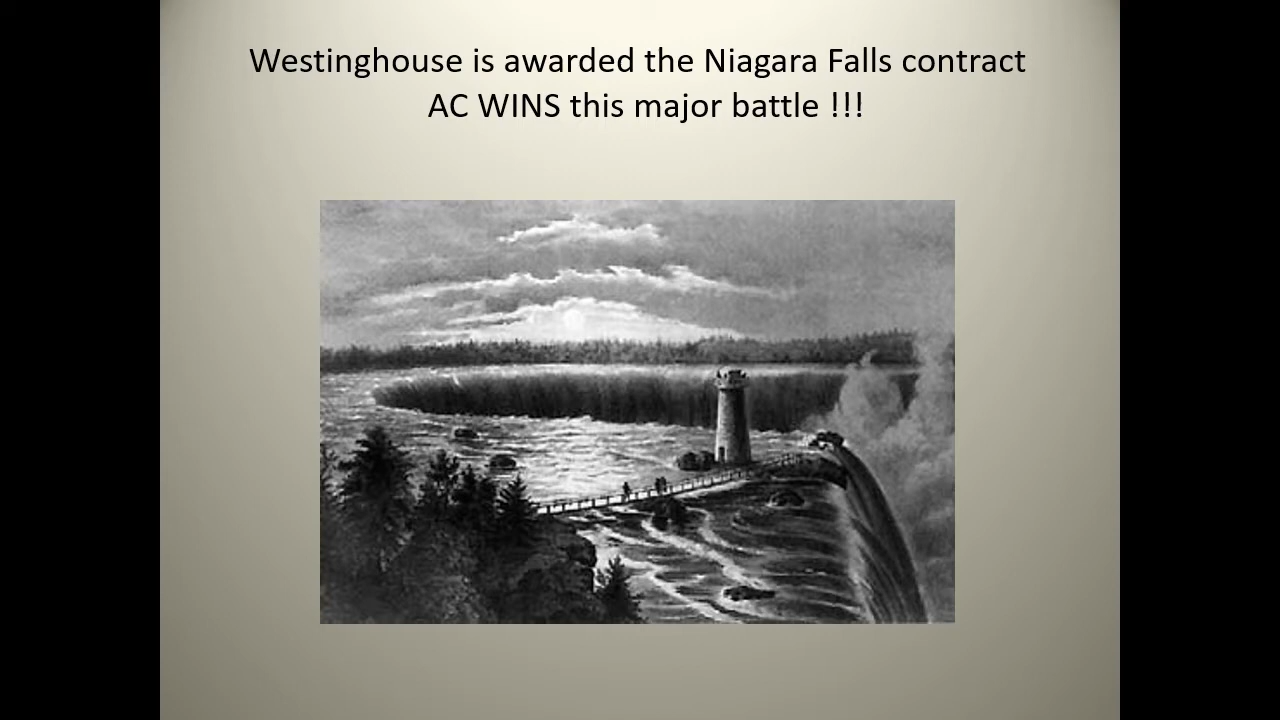 Westinghouse is awarded the Niagara Falls contract
AC WINS this major battle !!!